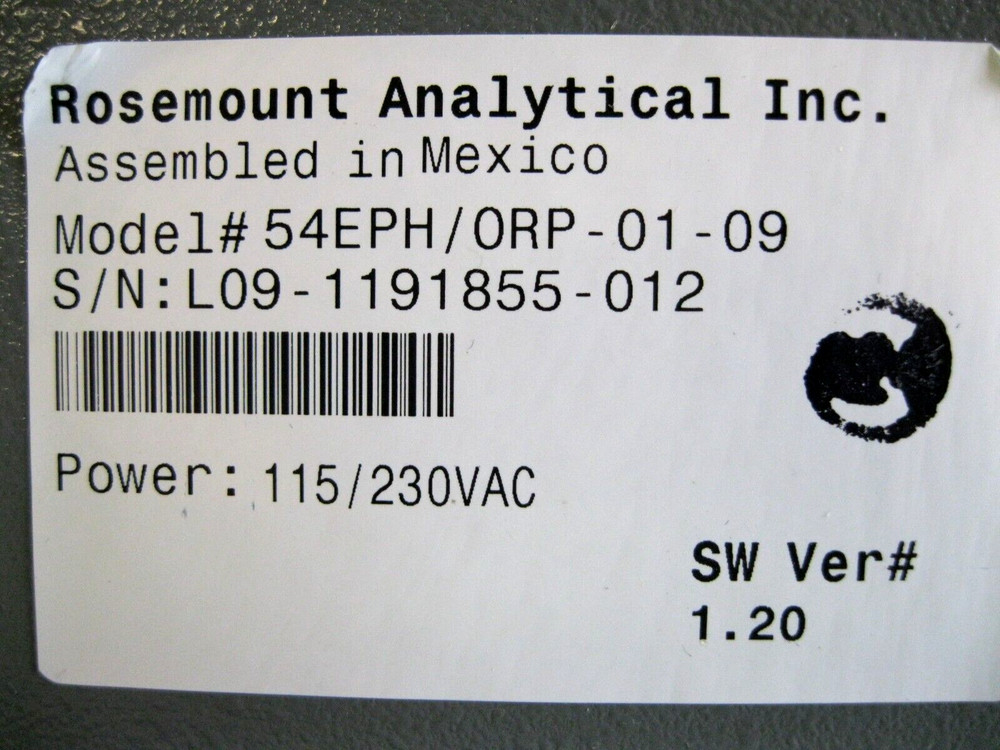 Rosemount Analytical Inc.
Assembled in Mexico
Model# 54EPH/ORP-01-09
S/N: L09-1191855-012
Power: 115/230VAC
SW Ver#
1.20